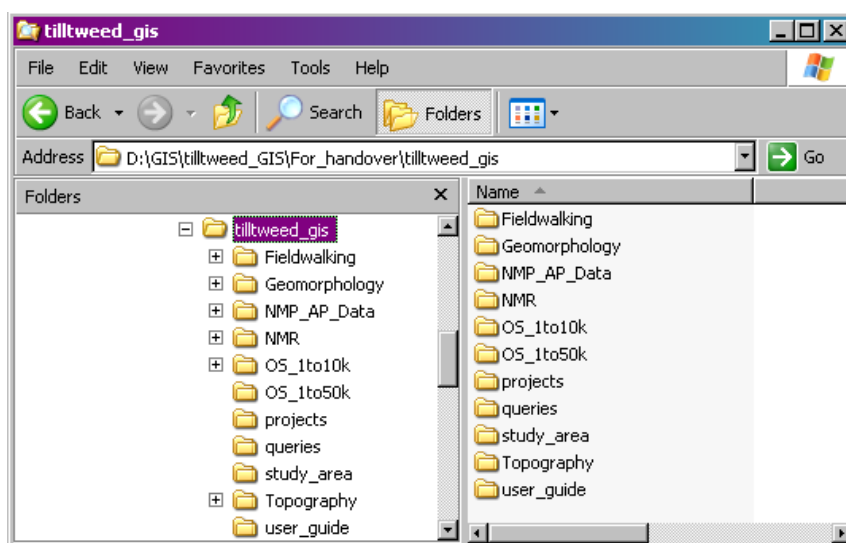 tilltweed_gis
File Edit View Favorites Tools Help
Back Search Folders
Address D:\GIS\tilltweed_GIS\For_handover\tilltweed_gis Go
Folders
tilltweed_gis
Fieldwalking
Geomorphology
NMP_AP_Data
NMR
OS_1to10k
OS_1to50k
projects
queries
study_area
Topography
user_guide
Name
Fieldwalking
Geomorphology
NMP_AP_Data
NMR
OS_1to10k
OS_1to50k
projects
queries
study_area
Topography
user_guide